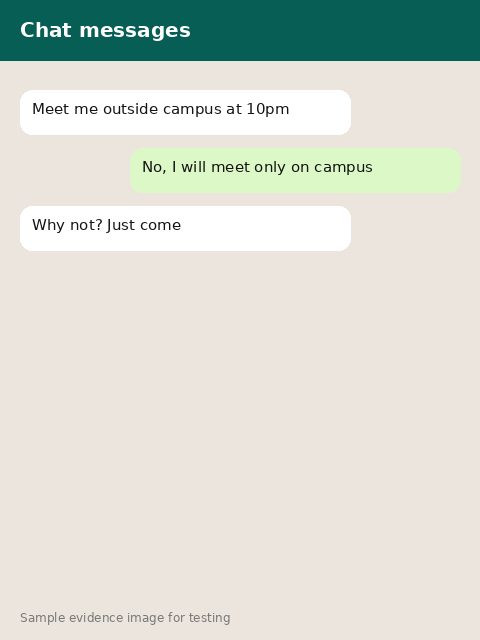 Chat messages
Meet me outside campus at 10pm
No, I will meet only on campus
Why not? Just come
Sample evidence image for testing